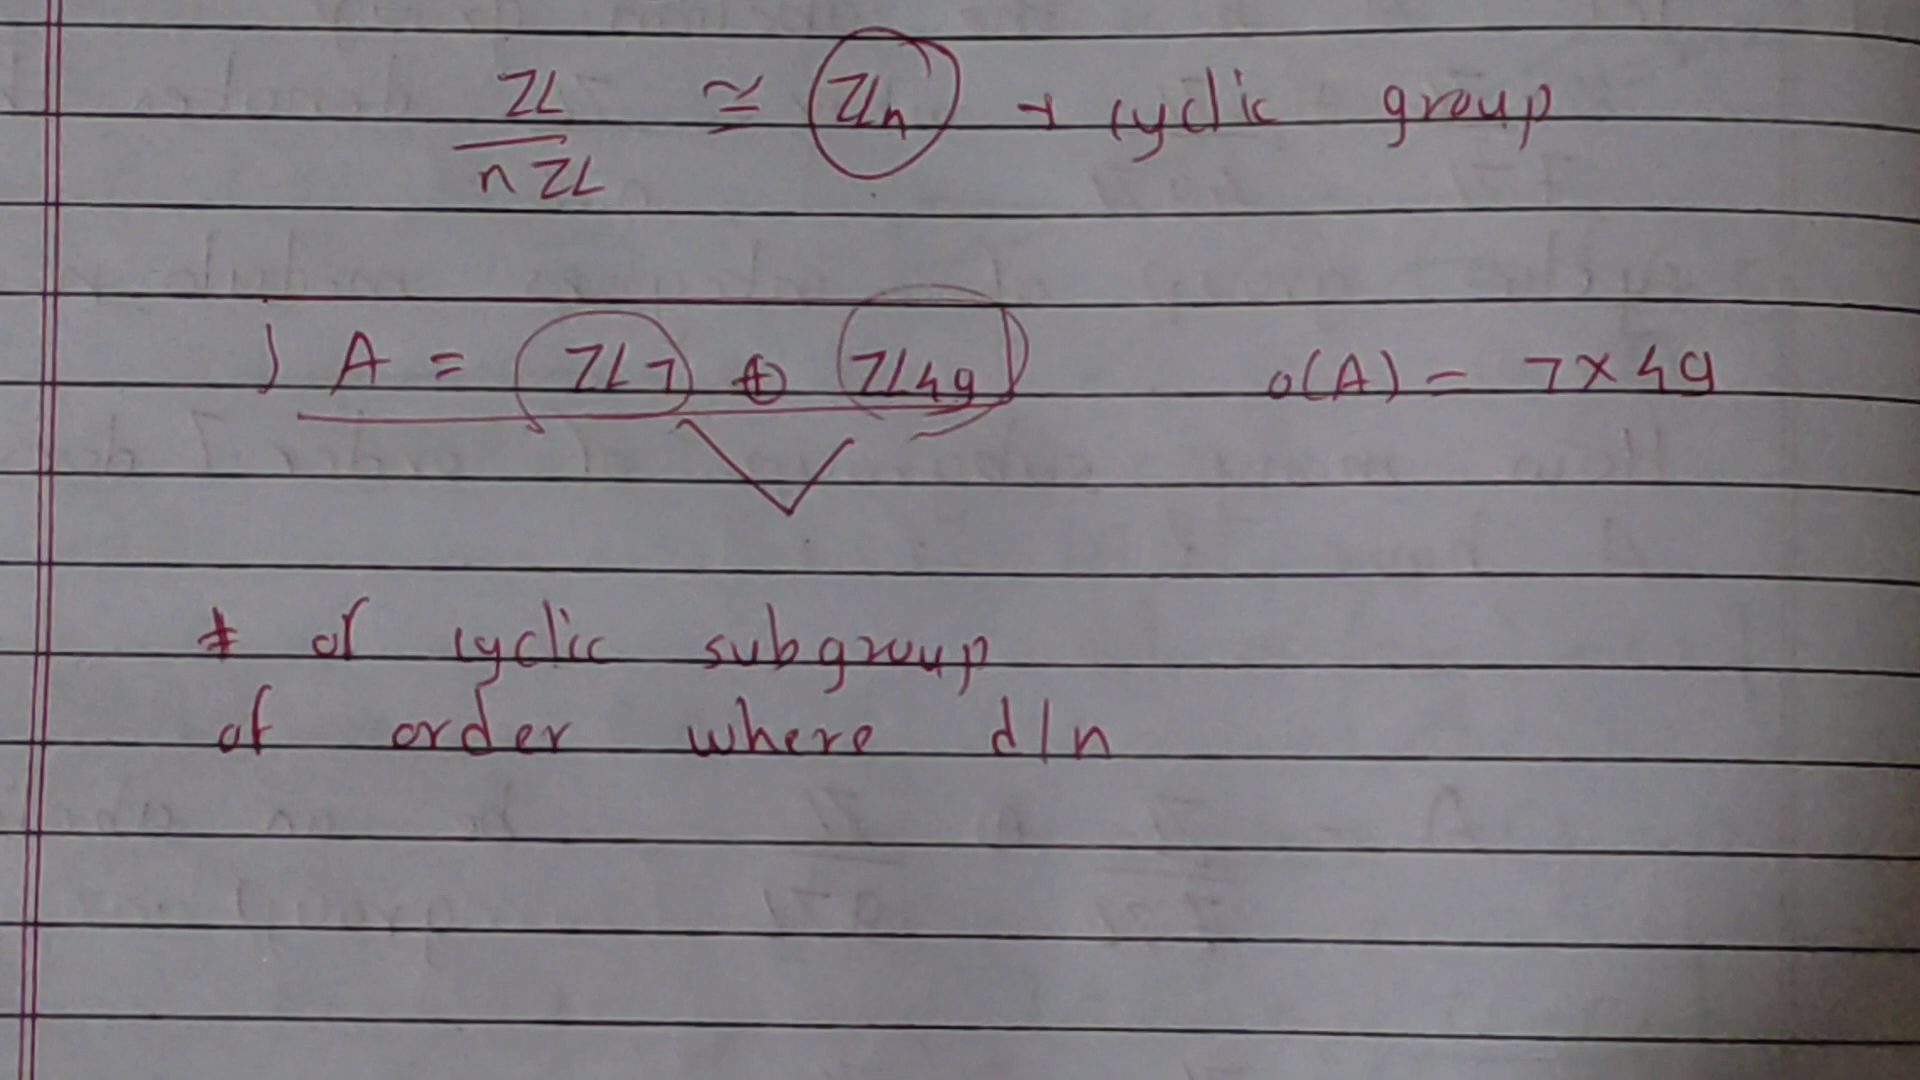 ℤ ≅ ℤn → cyclic group
nℤ
) A = ℤ7 ⊕ ℤ49 o(A) = 7×49
# of cyclic subgroup
of order where d/n